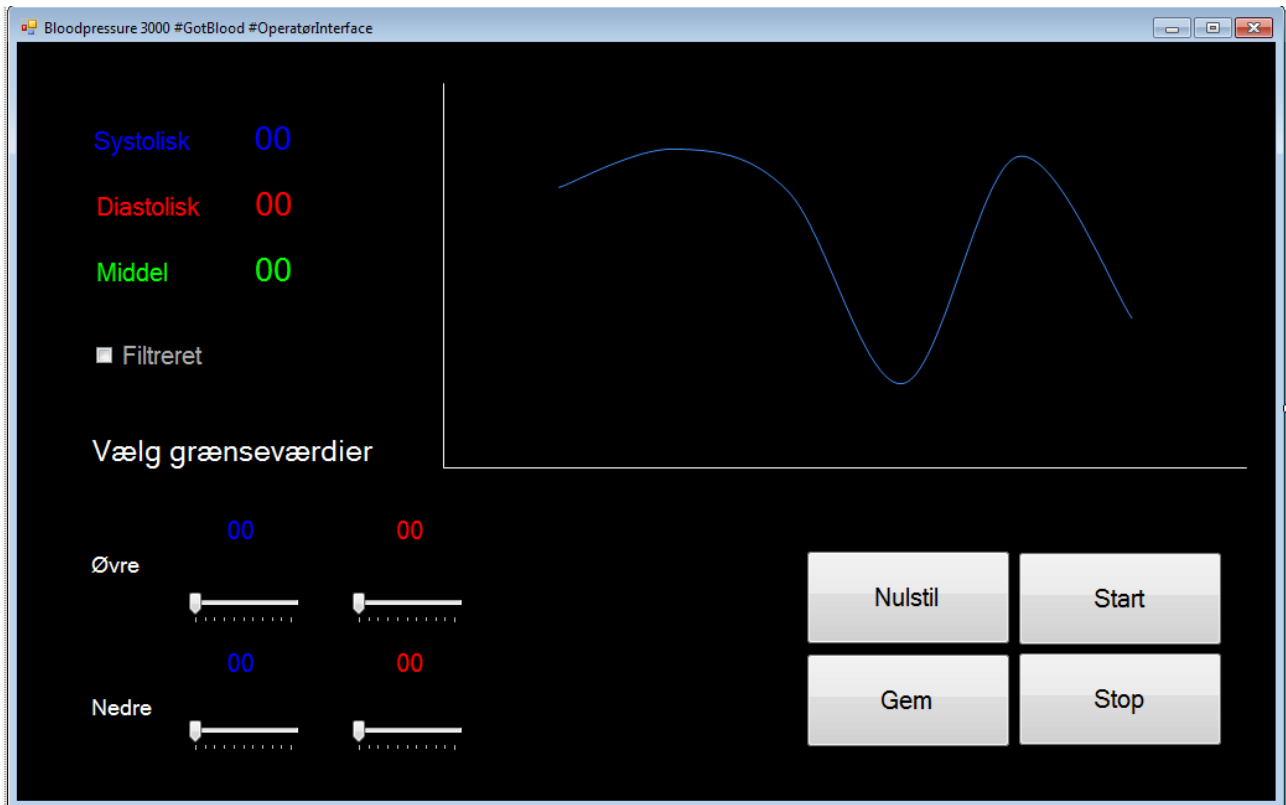 Bloodpressure 3000 #GotBlood #OperatørInterface
Systolisk 00
Diastolisk 00
Middel 00
Filtreret
Vælg grænseværdier
00 00
Øvre
00 00
Nedre
Nulstil Start
Gem Stop